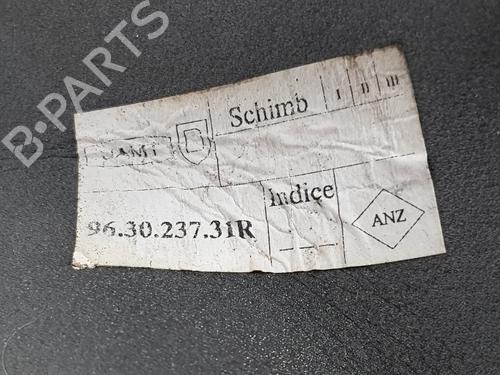 B-PARTS
Schimb I II III
Indice
96.30.237.31R
ANZ